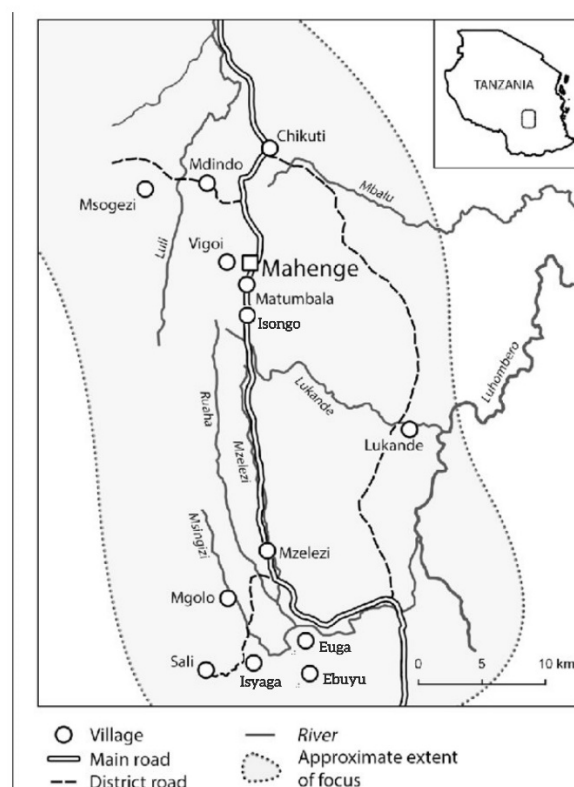 TANZANIA
Chikuti
Mdindo
Msogezi
Mbalu
Luli
Vigoi
Mahenge
Matumbala
Isongo
Ruaha
Mzelezi
Lukande
Luhombero
Lukande
Msingizi
Mzelezi
Mgolo
Euga
Sali
Isyaga
Ebuyu
0 5 10 km
Village
River
Main road
Approximate extent
of focus
District road